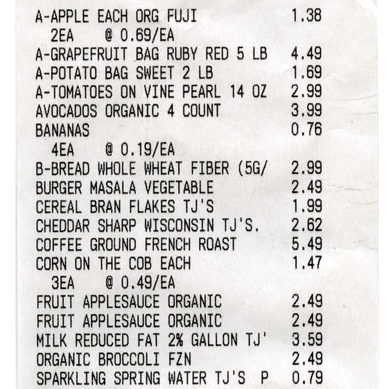 A-APPLE EACH ORG FUJI 1.38
2EA @ 0.69/EA
A-GRAPEFRUIT BAG RUBY RED 5 LB 4.49
A-POTATO BAG SWEET 2 LB 1.69
A-TOMATOES ON VINE PEARL 14 OZ 2.99
AVOCADOS ORGANIC 4 COUNT 3.99
BANANAS 0.76
4EA @ 0.19/EA
B-BREAD WHOLE WHEAT FIBER (5G/ 2.99
BURGER MASALA VEGETABLE 2.49
CEREAL BRAN FLAKES TJ'S 1.99
CHEDDAR SHARP WISCONSIN TJ'S. 2.62
COFFEE GROUND FRENCH ROAST 5.49
CORN ON THE COB EACH 1.47
3EA @ 0.49/EA
FRUIT APPLESAUCE ORGANIC 2.49
FRUIT APPLESAUCE ORGANIC 2.49
MILK REDUCED FAT 2% GALLON TJ' 3.59
ORGANIC BROCCOLI FZN 2.49
SPARKLING SPRING WATER TJ'S P 0.79